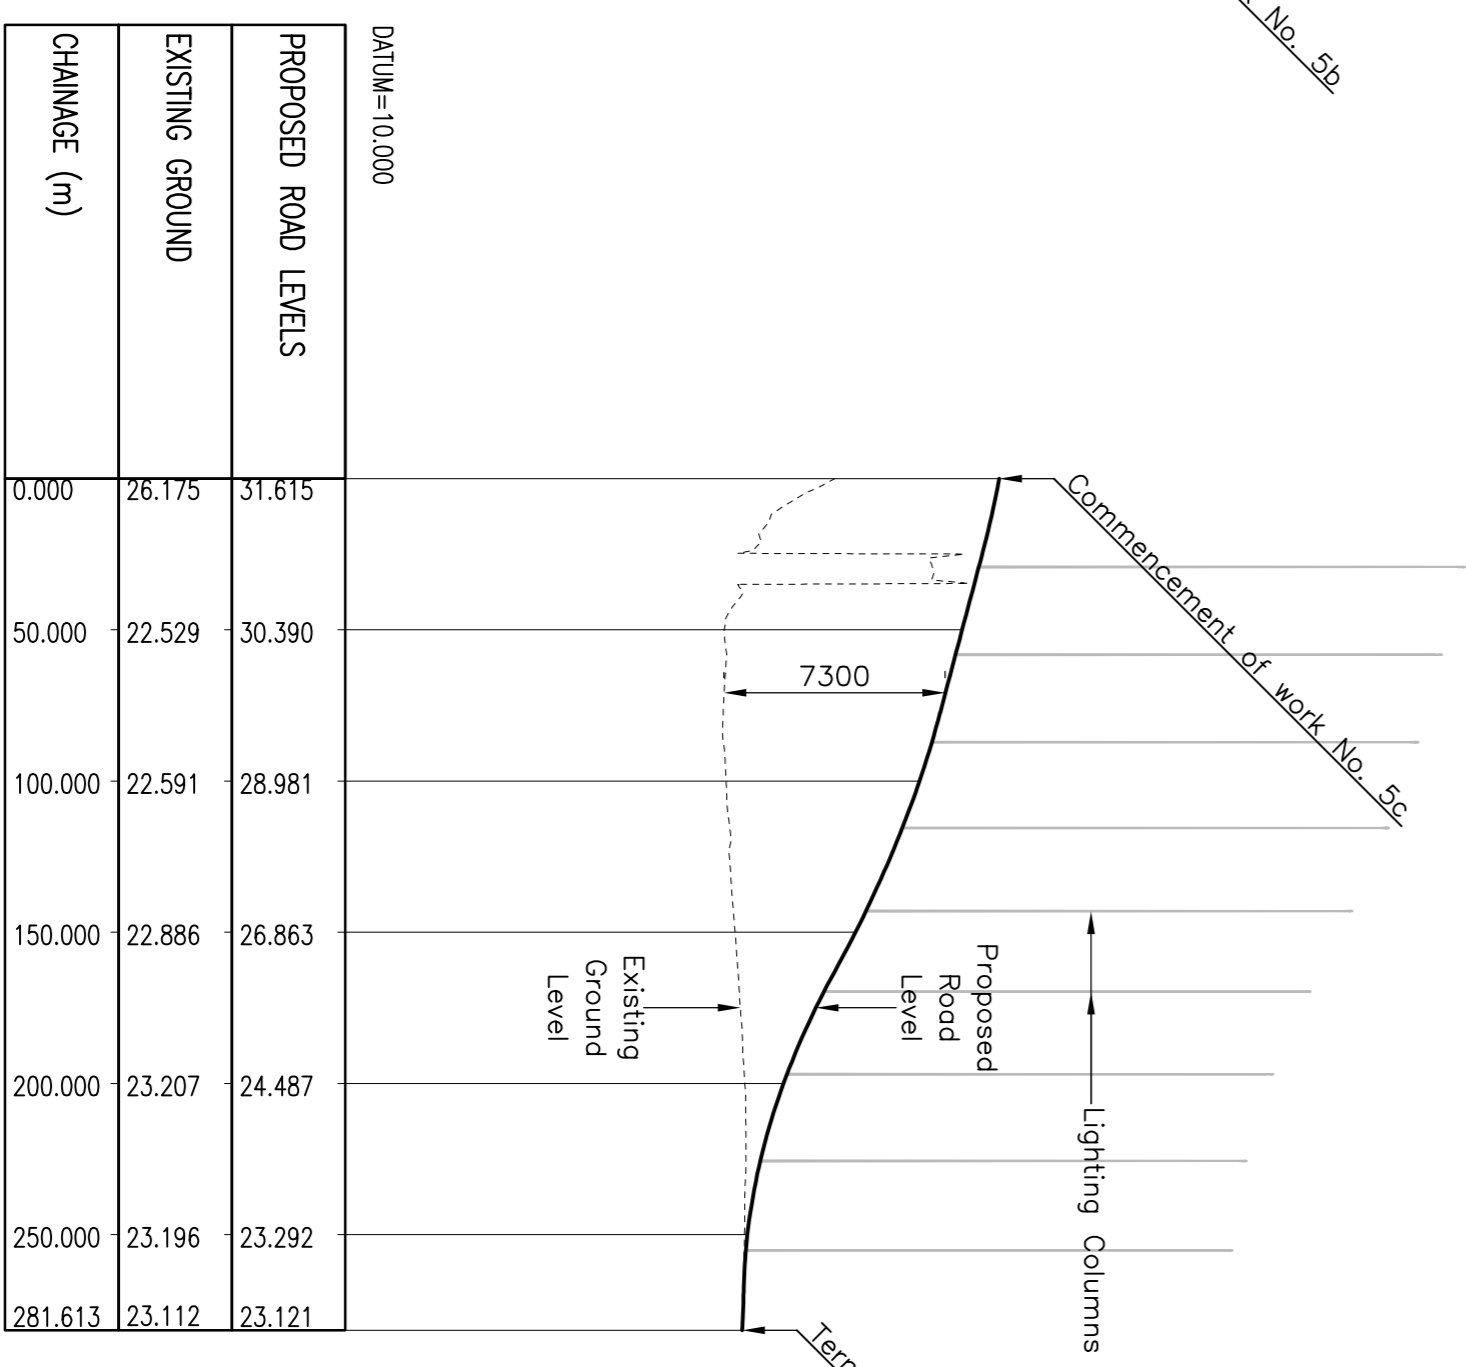 k No. 5b
Commencement of work No. 5c
Lighting Columns
Proposed
Road
Level
7300
Existing
Ground
Level
Tern
DATUM=10.000
PROPOSED ROAD LEVELS
31.615
30.390
28.981
26.863
24.487
23.292
23.121
EXISTING GROUND
26.175
22.529
22.591
22.886
23.207
23.196
23.112
CHAINAGE (m)
0.000
50.000
100.000
150.000
200.000
250.000
281.613